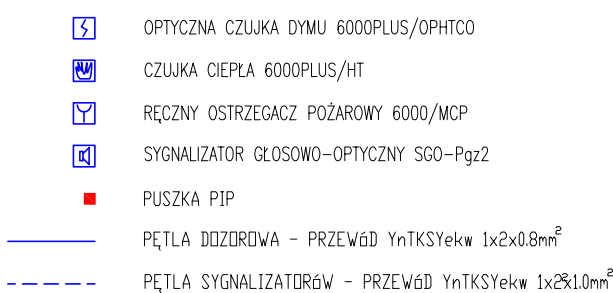 OPTYCZNA CZUJKA DYMU 6000PLUS/OPHTCO
CZUJKA CIEPŁA 6000PLUS/HT
RĘCZNY OSTRZEGACZ POŻAROWY 6000/MCP
SYGNALIZATOR GŁOSOWO-OPTYCZNY SGO-Pgz2
PUSZKA PIP
PĘTLA DOZOROWA - PRZEWóD YnTKSYekw 1x2x0.8mm²
PĘTLA SYGNALIZATORóW - PRZEWóD YnTKSYekw 1x2x1.0mm²